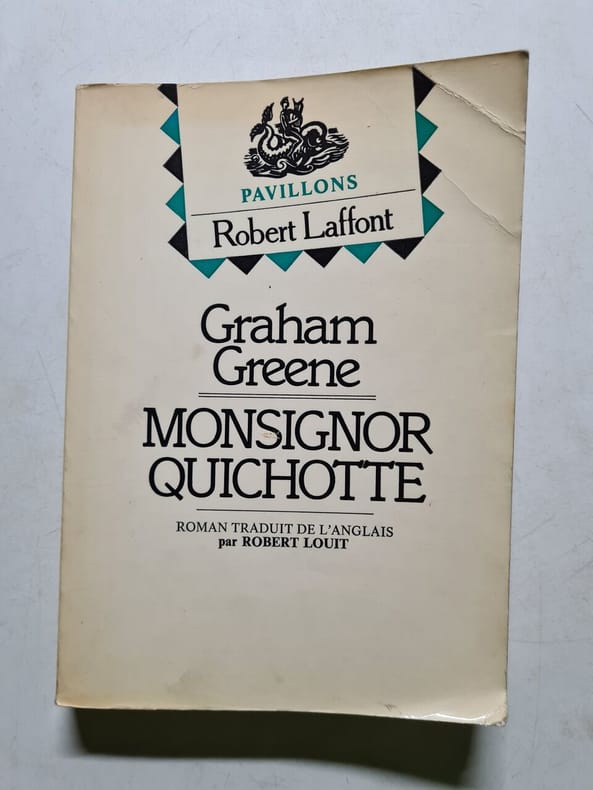 PAVILLONS
Robert Laffont
Graham
Greene
MONSIGNOR
QUICHOTTE
ROMAN TRADUIT DE L'ANGLAIS
par ROBERT LOUIT